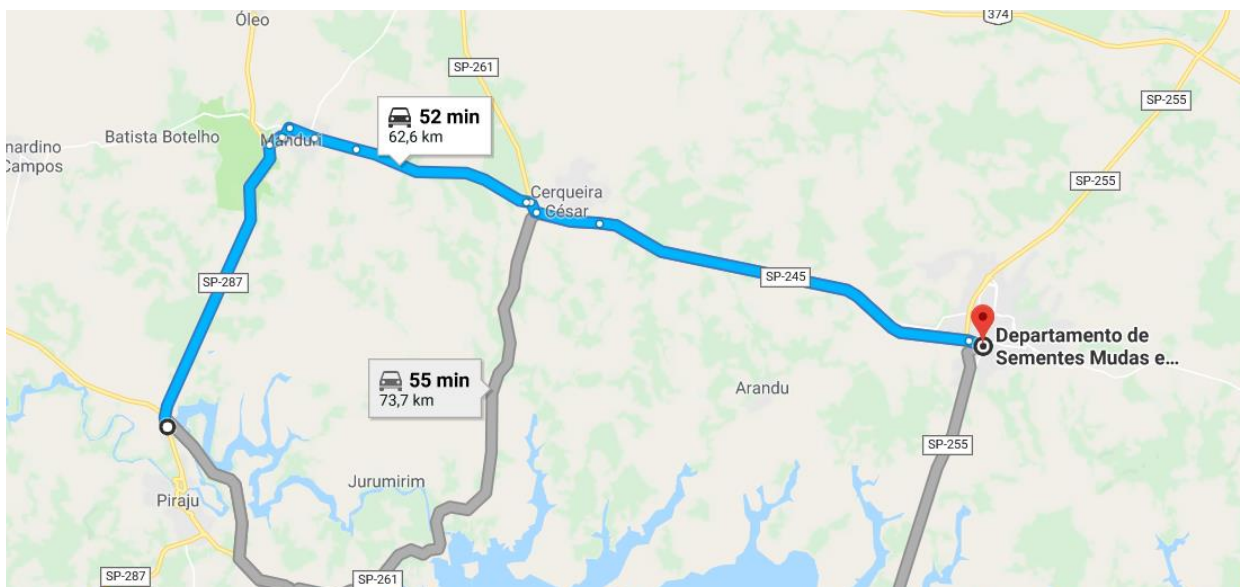 Óleo
374
SP-261
SP-255
52 min
62,6 km
Batista Botelho
Manduri
nardino
Campos
Cerqueira
César
SP-255
SP-287
SP-245
Departamento de
Sementes Mudas e...
55 min
73,7 km
Arandu
SP-255
Jurumirim
Piraju
SP-287
SP-261